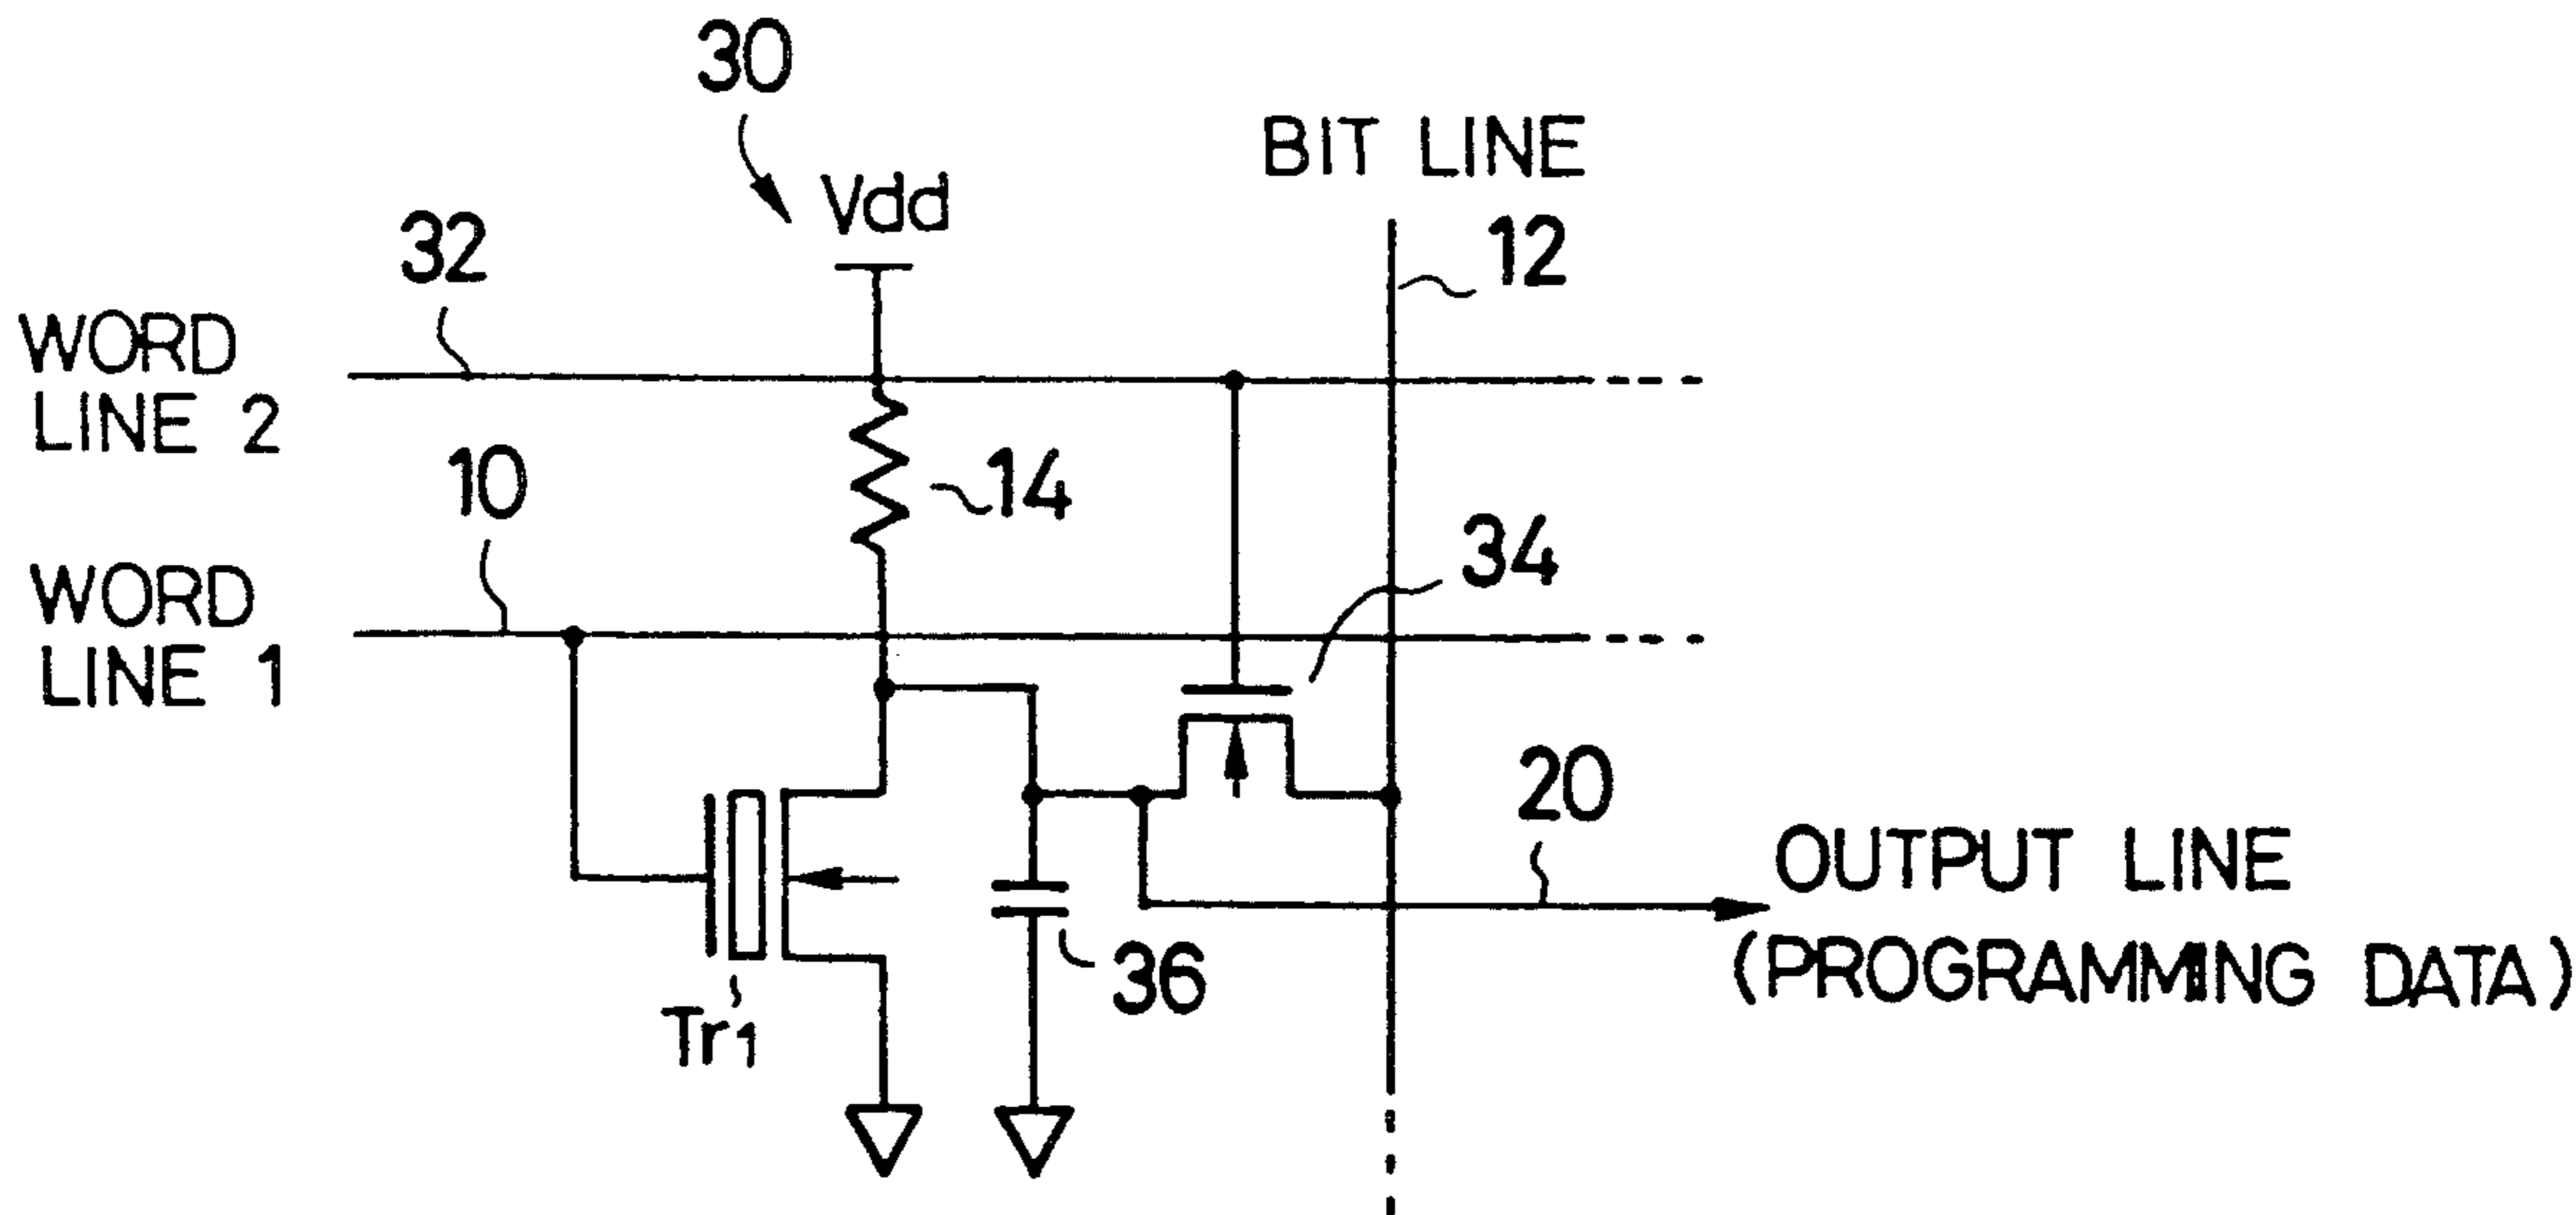 30
BIT LINE
Vdd
32
12
WORD
LINE 2
10
14
34
WORD
LINE 1
20
OUTPUT LINE
(PROGRAMMING DATA)
36
Tr1